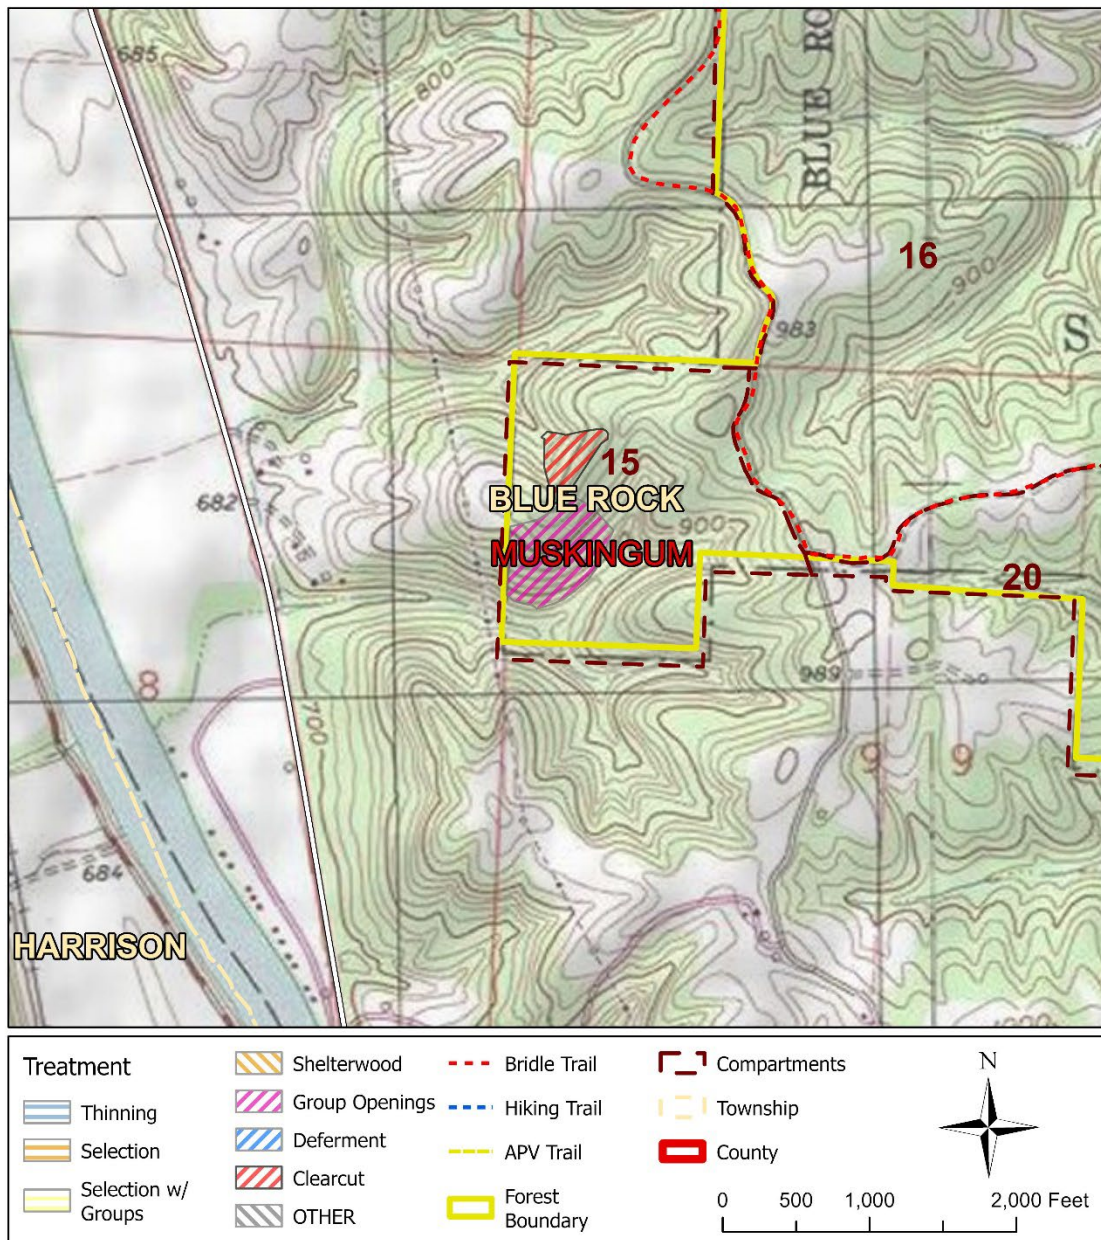 685
80
BLUE RO
16
900
983
S
15
682
BLUE ROCK
900
MUSKINGUM
20
989
8
700
9
9
684
HARRISON
Treatment
Thinning
Selection
Selection w/
Groups
Shelterwood
Group Openings
Deferment
Clearcut
OTHER
Bridle Trail
Hiking Trail
APV Trail
Forest
Boundary
Compartments
Township
County
N
0 500 1,000 2,000 Feet